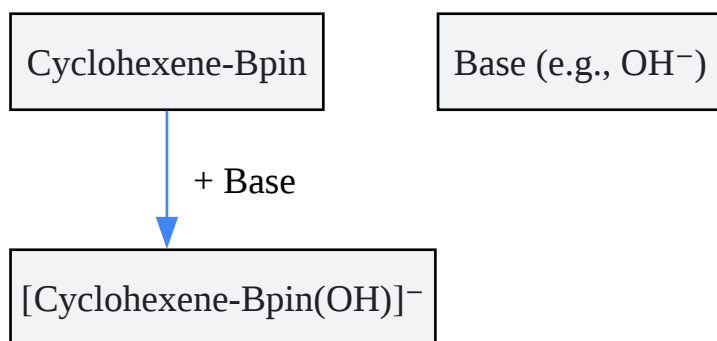 Cyclohexene-Bpin
Base (e.g., OH⁻)
+ Base
[Cyclohexene-Bpin(OH)]⁻